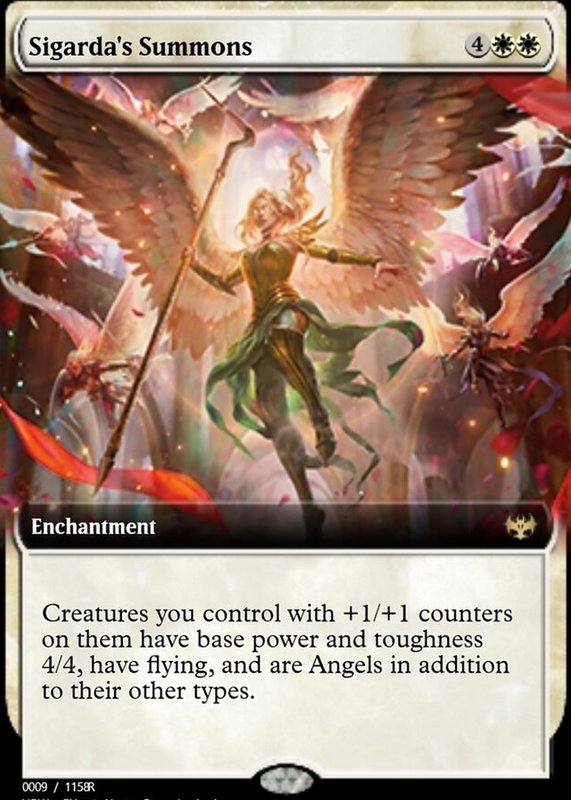 Sigarda's Summons 4
Enchantment
Creatures you control with +1/+1 counters
on them have base power and toughness
4/4, have flying, and are Angels in addition
to their other types.
0009 / 1158R